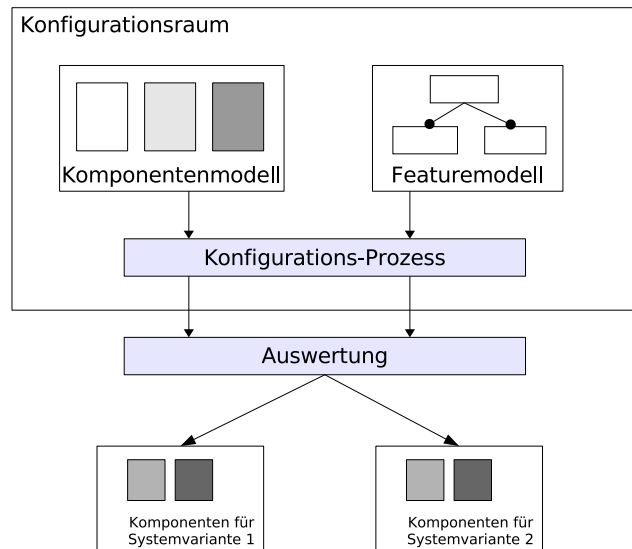 Konfigurationsraum
Komponentenmodell
Featuremodell
Konfigurations-Prozess
Auswertung
Komponenten für
Systemvariante 1
Komponenten für
Systemvariante 2